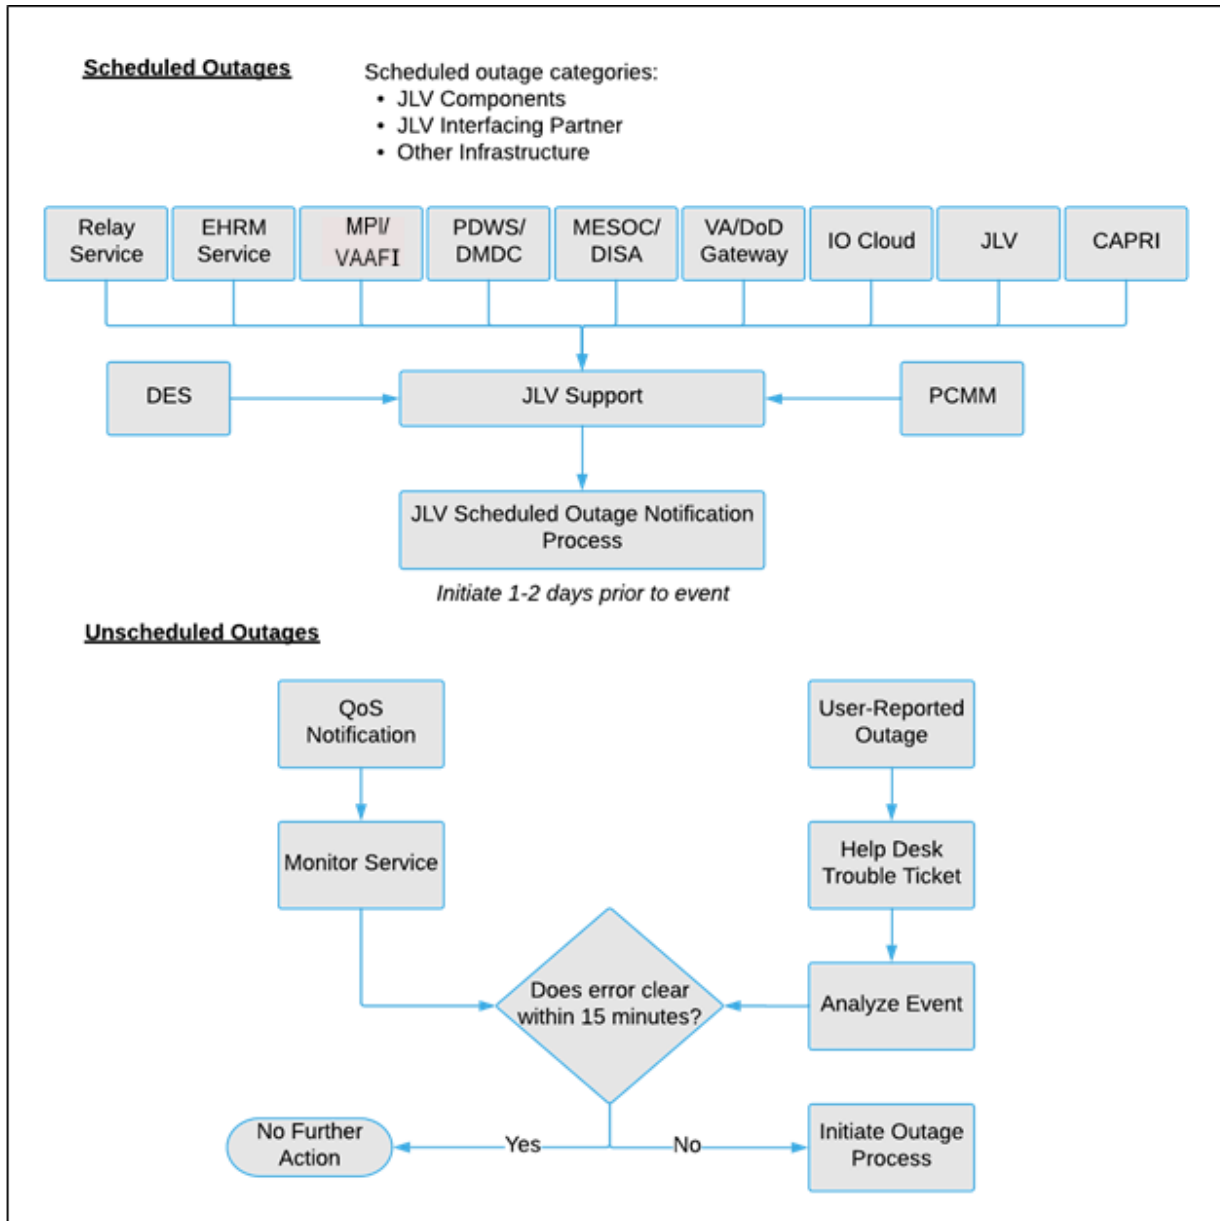 Scheduled Outages
Scheduled outage categories:
• JLV Components
• JLV Interfacing Partner
• Other Infrastructure
Relay
Service
EHRM
Service
MPI/
VAAFI
PDWS/
DMDC
MESOC/
DISA
VA/DoD
Gateway
IO Cloud
JLV
CAPRI
DES
JLV Support
PCMM
JLV Scheduled Outage Notification
Process
Initiate 1-2 days prior to event
Unscheduled Outages
QoS
Notification
User-Reported
Outage
Monitor Service
Help Desk
Trouble Ticket
Does error clear
within 15 minutes?
Analyze Event
No Further
Action
Yes
No
Initiate Outage
Process